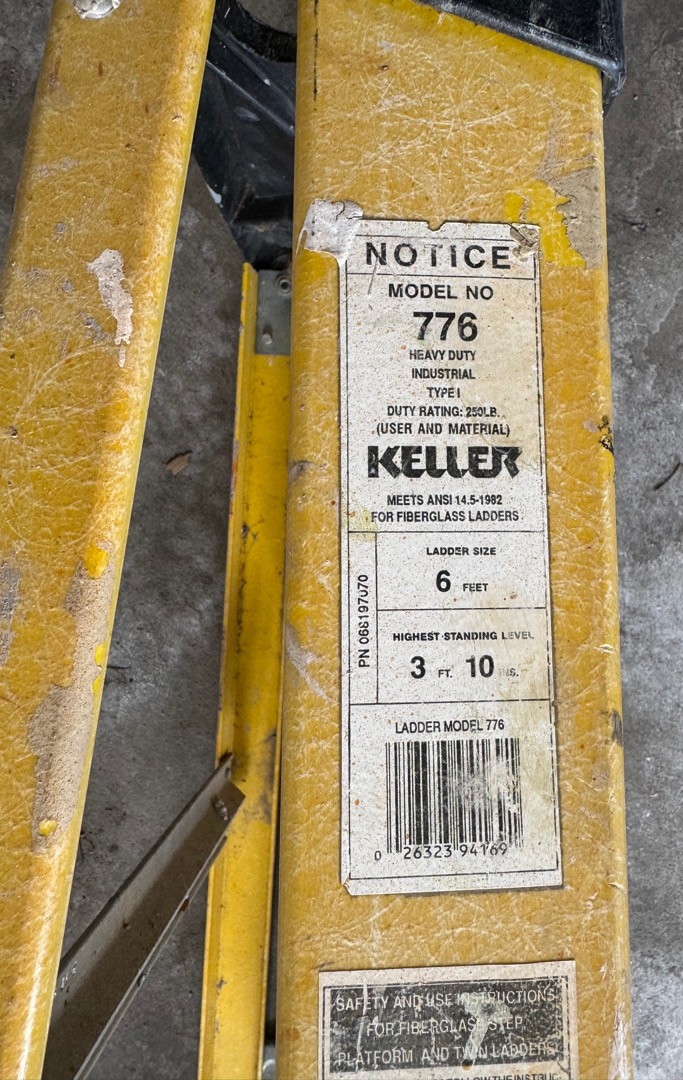 NOTICE
MODEL NO
776
HEAVY DUTY
INDUSTRIAL
TYPE I
DUTY RATING: 250LB.
(USER AND MATERIAL)
KELLER
MEETS ANSI 14.5-1982
FOR FIBERGLASS LADDERS
PN 068197070
LADDER SIZE
6 FEET
HIGHEST STANDING LEVEL
3 FT. 10 INS.
LADDER MODEL 776
0 26323 94169
SAFETY AND USE INSTRUCTIONS
FOR FIBERGLASS STEP
PLATFORM AND TWIN LADDERS